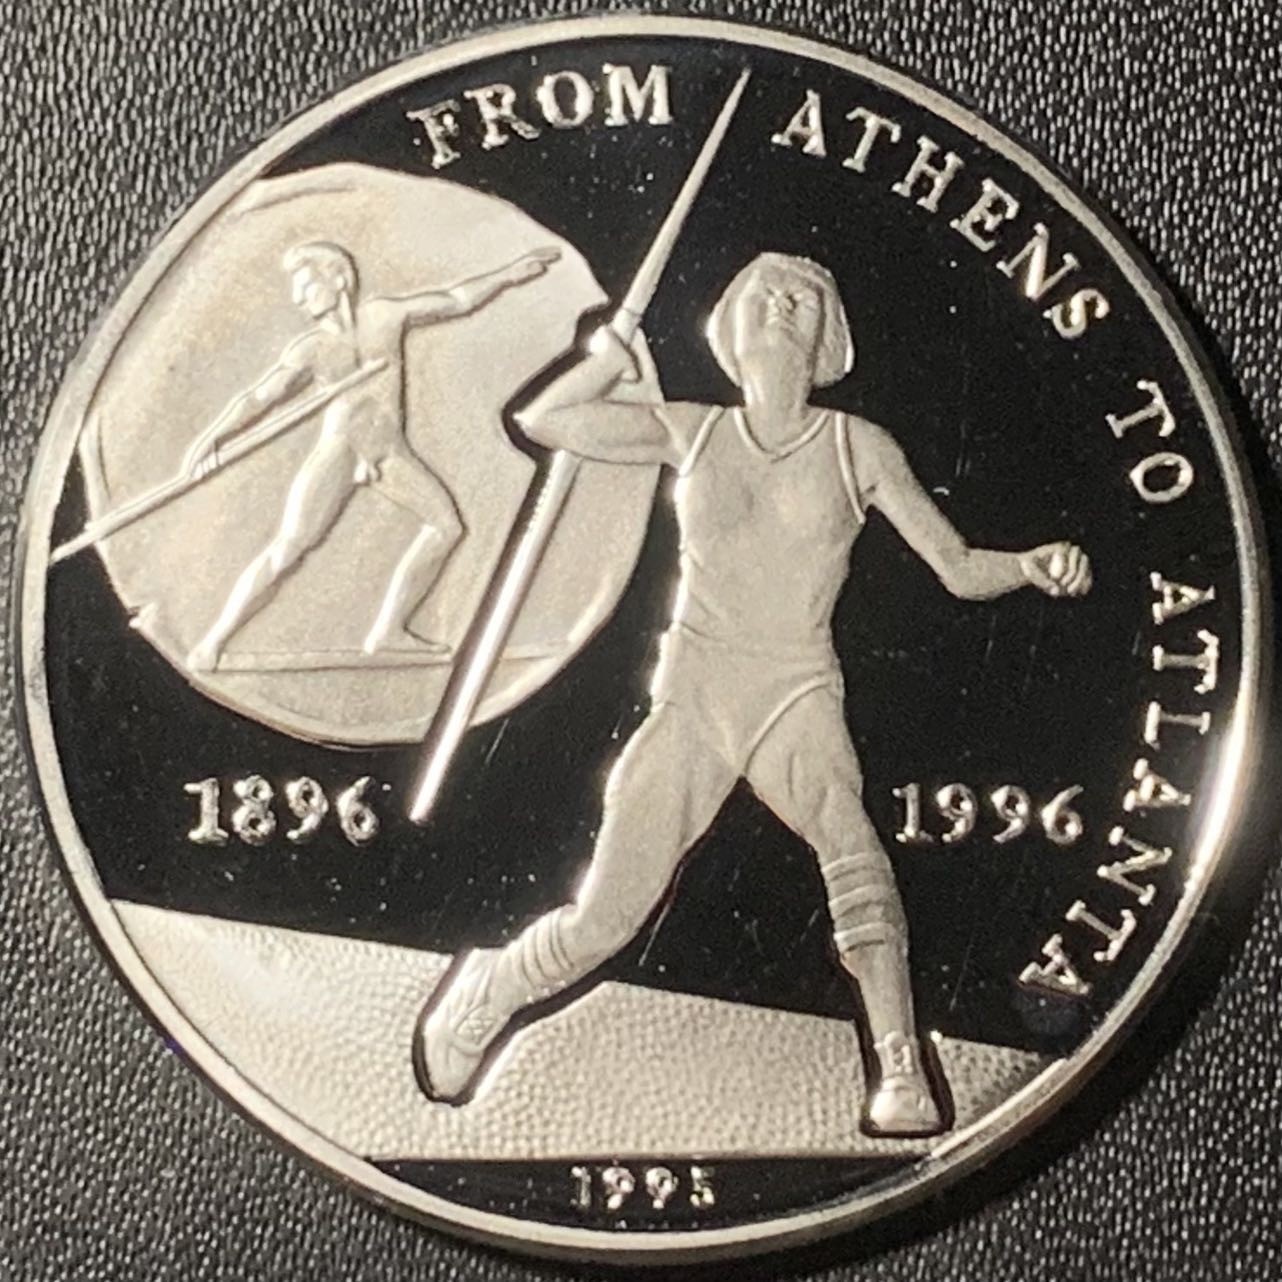 FROM ATHENS TO ATLANTA
1896
1996
1995